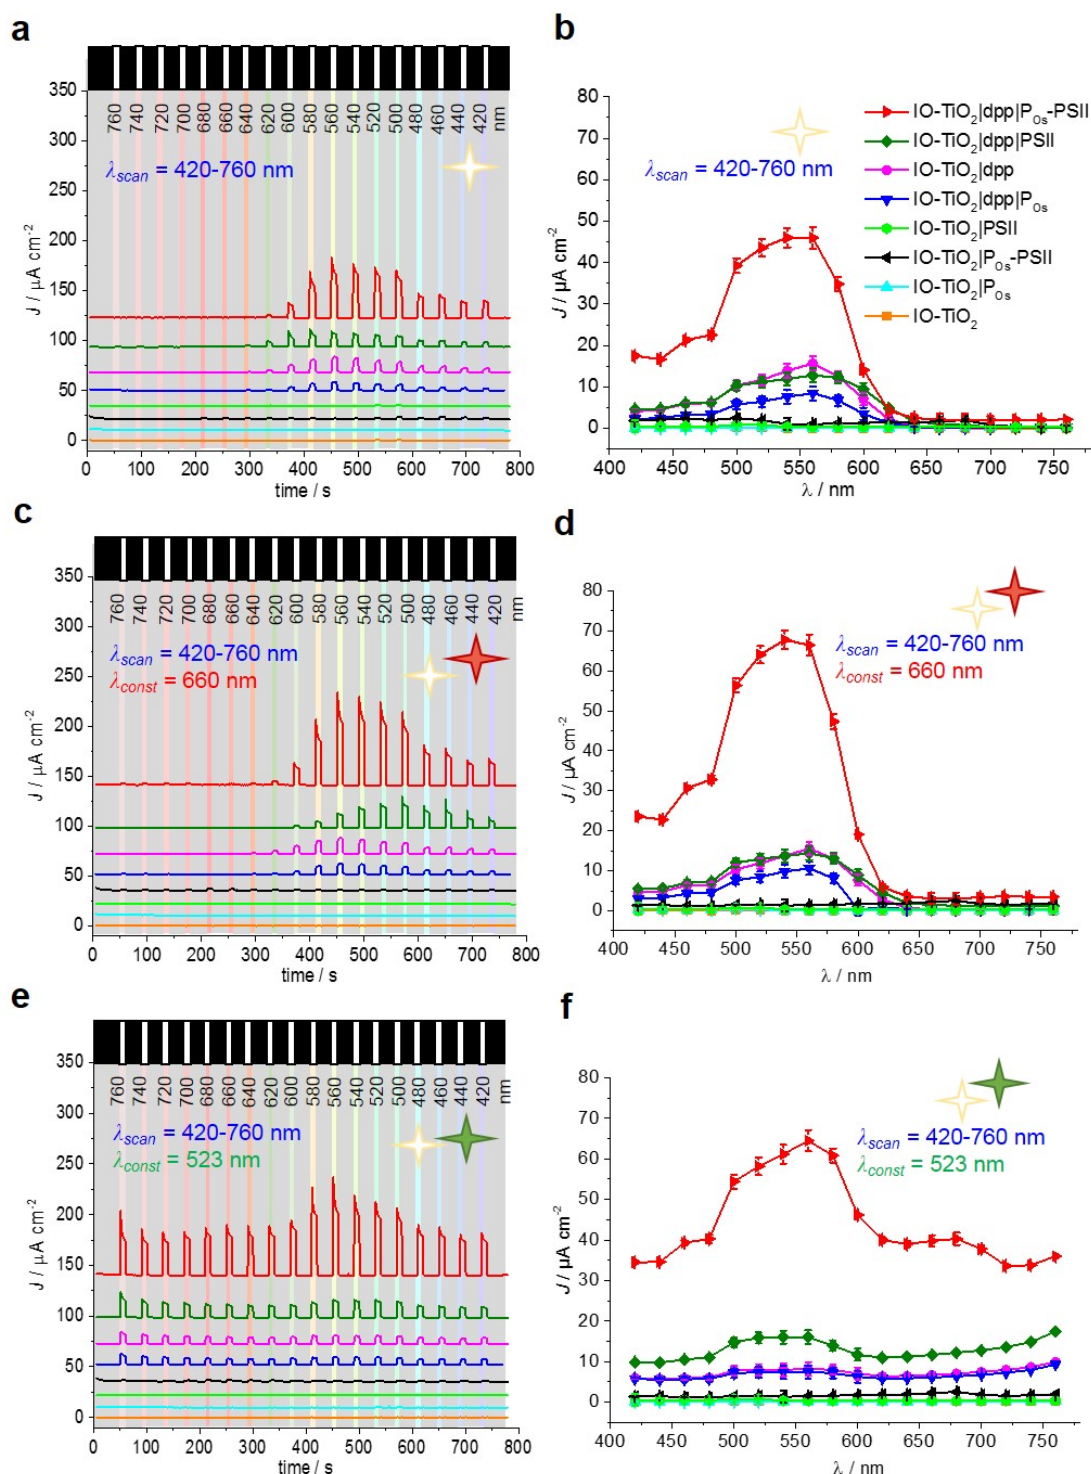 a
350
300
250
200
150
100
50
0
J / µA cm-2
760 740 720 700 680 660 640 620 600 580 560 540 520 500 480 460 440 420 nm
λscan = 420-760 nm
0 100 200 300 400 500 600 700 800
time / s
b
80
70
60
50
40
30
20
10
0
J / µA cm-2
λscan = 420-760 nm
IO-TiO2|dpp|POs-PSII
IO-TiO2|dpp|PSII
IO-TiO2|dpp
IO-TiO2|dpp|POs
IO-TiO2|PSII
IO-TiO2|POs-PSII
IO-TiO2|POs
IO-TiO2
400 450 500 550 600 650 700 750
λ / nm
c
350
300
250
200
150
100
50
0
J / µA cm-2
760 740 720 700 680 660 640 620 600 580 560 540 520 500 480 460 440 420 nm
λscan = 420-760 nm
λconst = 660 nm
0 100 200 300 400 500 600 700 800
time / s
d
80
70
60
50
40
30
20
10
0
J / µA cm-2
λscan = 420-760 nm
λconst = 660 nm
400 450 500 550 600 650 700 750
λ / nm
e
350
300
250
200
150
100
50
0
J / µA cm-2
760 740 720 700 680 660 640 620 600 580 560 540 520 500 480 460 440 420 nm
λscan = 420-760 nm
λconst = 523 nm
0 100 200 300 400 500 600 700 800
time / s
f
80
70
60
50
40
30
20
10
0
J / µA cm-2
λscan = 420-760 nm
λconst = 523 nm
400 450 500 550 600 650 700 750
λ / nm